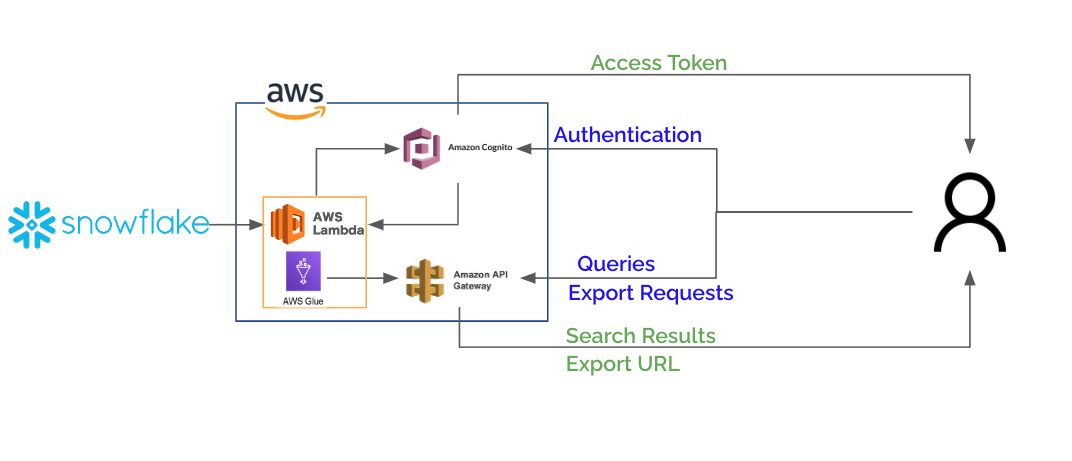 Access Token
aws
Authentication
Amazon Cognito
snowflake
AWS
Lambda
Queries
Export Requests
Amazon API
Gateway
AWS Glue
Search Results
Export URL